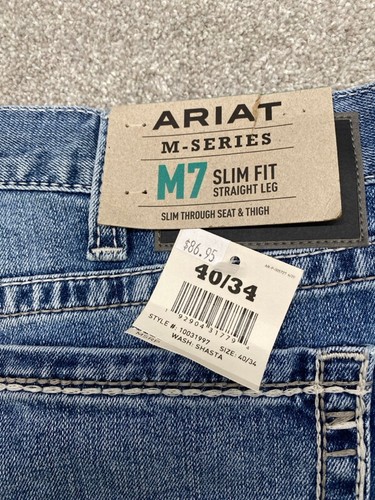 ARIAT
M-SERIES
M7 SLIM FIT
STRAIGHT LEG
SLIM THROUGH SEAT & THIGH
$86.95
40/34
STYLE #: 10031997
SIZE: 40/34
WASH: SHASTA